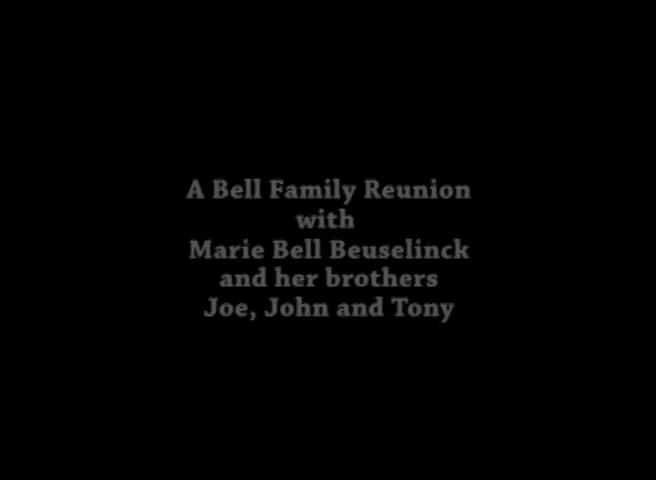 A Bell Family Reunion
with
Marie Bell Beuselinck
and her brothers
Joe, John and Tony